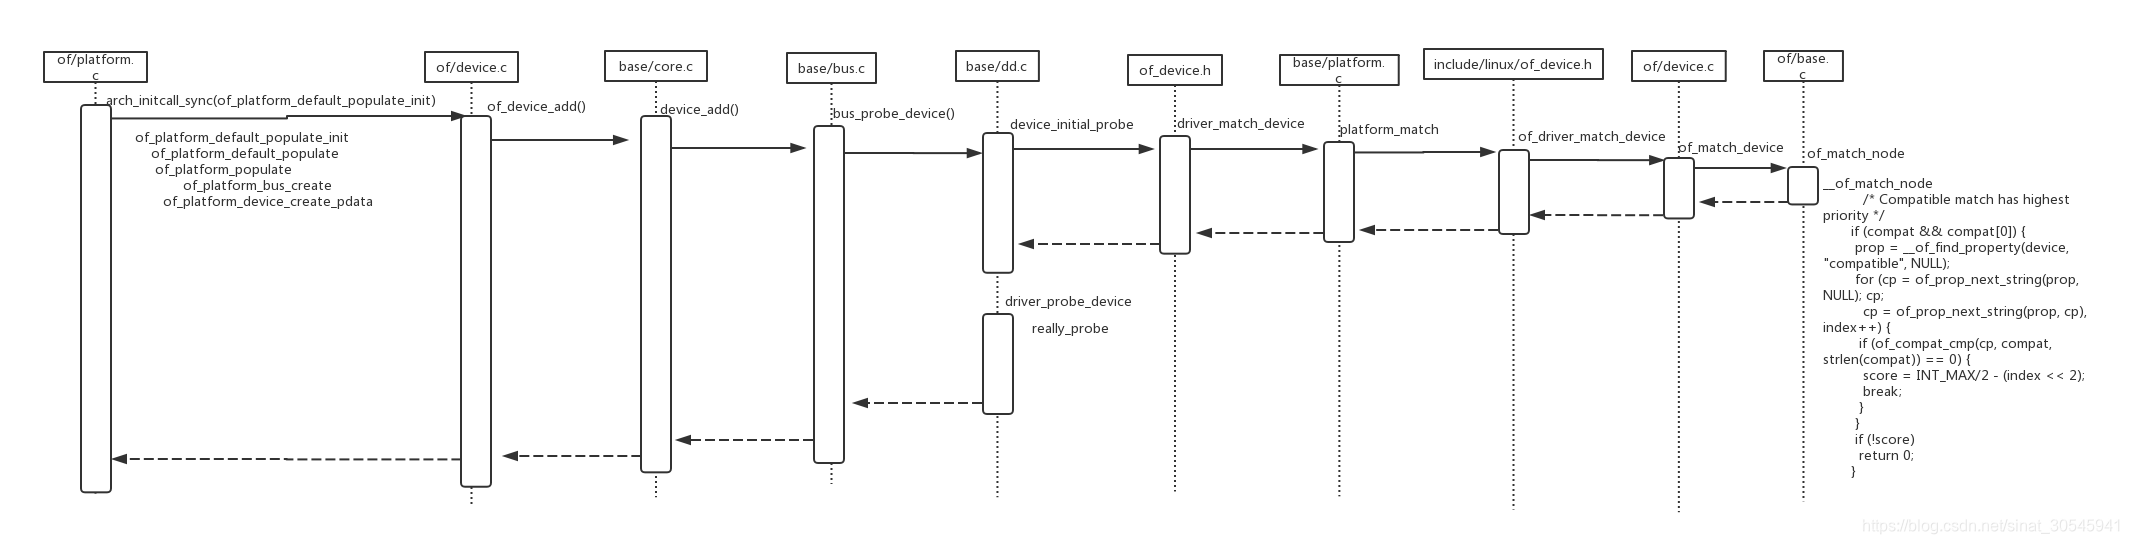 of/platform.
c
of/device.c
base/core.c
base/bus.c
base/dd.c
of_device.h
base/platform.
c
include/linux/of_device.h
of/device.c
of/base.
c
arch_initcall_sync(of_platform_default_populate_init)
of_device_add()
device_add()
bus_probe_device()
device_initial_probe
driver_match_device
platform_match
of_driver_match_device
of_match_device
of_match_node
of_platform_default_populate_init
of_platform_default_populate
of_platform_populate
of_platform_bus_create
of_platform_device_create_pdata
__of_match_node
/* Compatible match has highest
priority */
if (compat && compat[0]) {
prop = __of_find_property(device,
"compatible", NULL);
for (cp = of_prop_next_string(prop,
NULL); cp;
cp = of_prop_next_string(prop, cp),
index++) {
if (of_compat_cmp(cp, compat,
strlen(compat)) == 0) {
score = INT_MAX/2 - (index << 2);
break;
}
}
if (!score)
return 0;
}
driver_probe_device
really_probe
https://blog.csdn.net/sinat_30545941